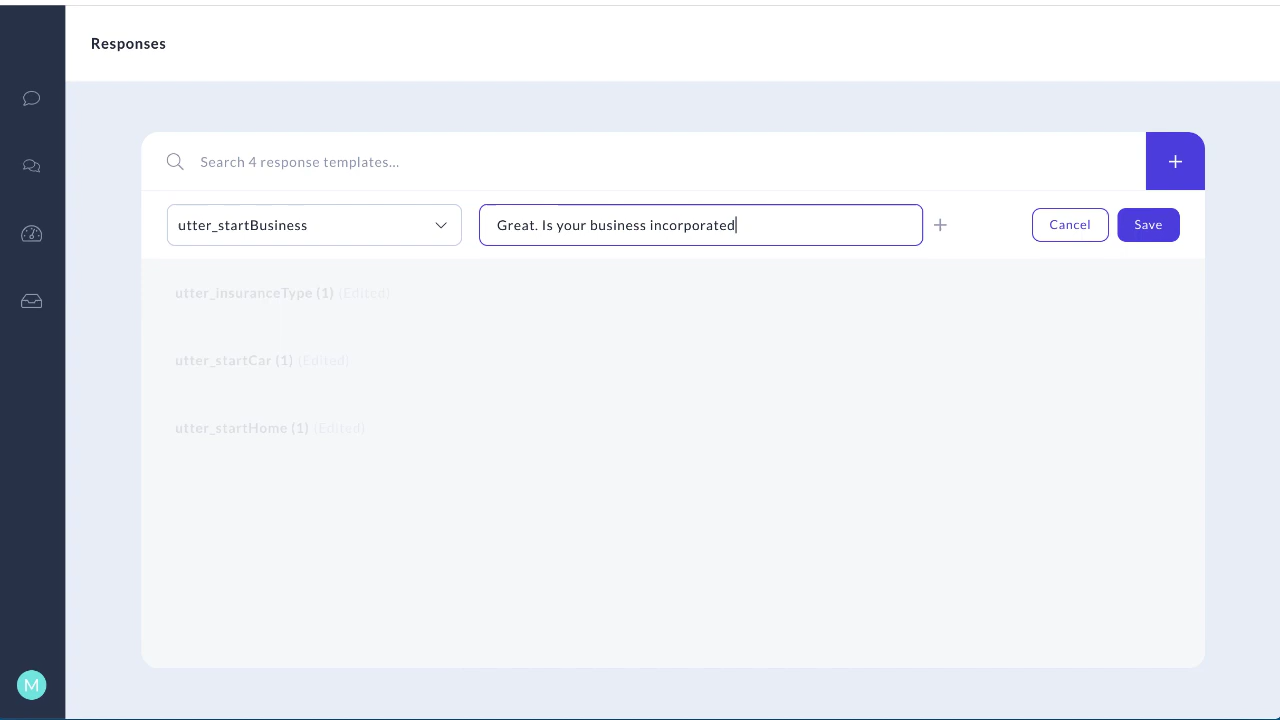 Responses
Search 4 response templates...
utter_startBusiness
Great. Is your business incorporated
Cancel
Save
utter_insuranceType (1) (Edited)
utter_startCar (1) (Edited)
utter_startHome (1) (Edited)
M